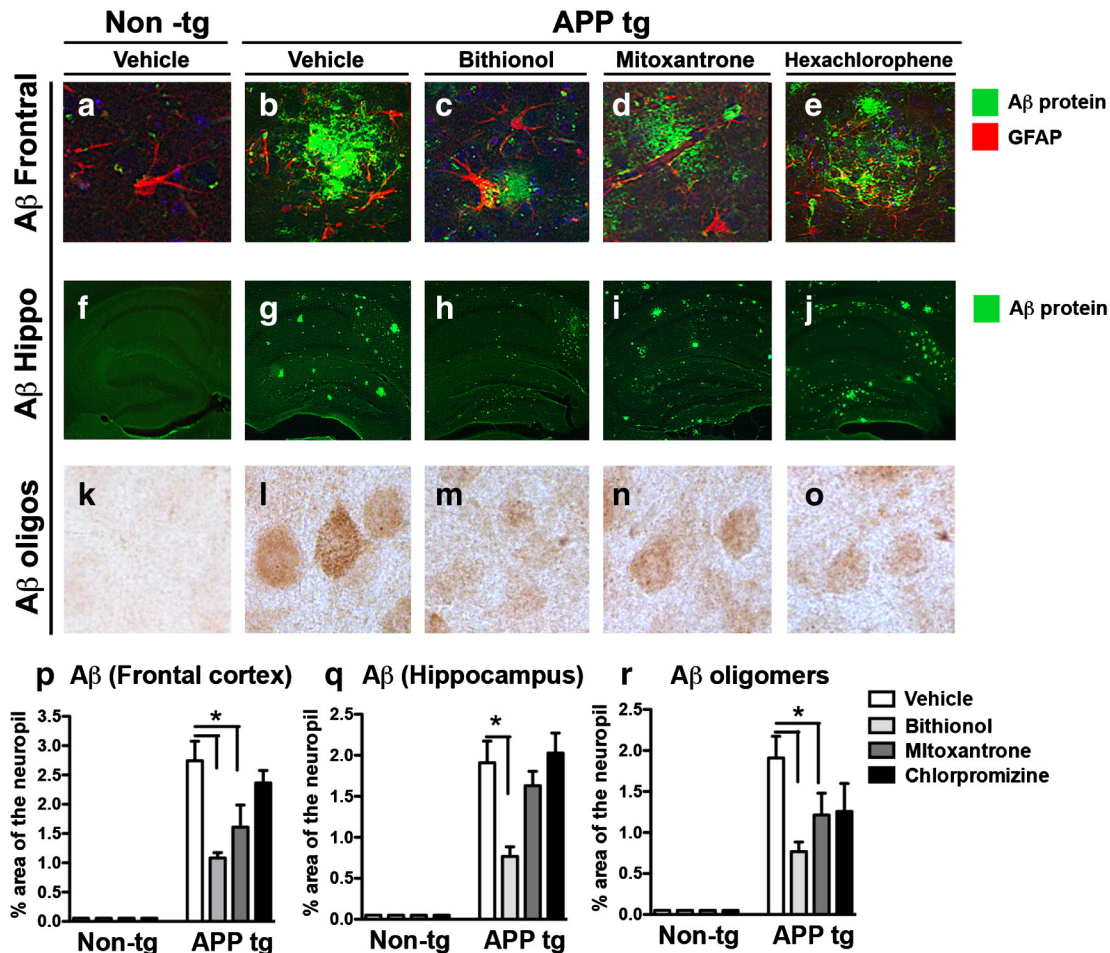 Non -tg APP tg
Vehicle Vehicle Bithionol Mitoxantrone Hexachlorophene
Aβ Frontral
a b c d e
Aβ protein
GFAP
Aβ Hippo
f g h i j
Aβ protein
Aβ oligos
k l m n o
p Aβ (Frontal cortex)
% area of the neuropil
3.5
3.0
2.5
2.0
1.5
1.0
0.5
0.0
*
Non-tg APP tg
q Aβ (Hippocampus)
% area of the neuropil
2.5
2.0
1.5
1.0
0.5
0.0
*
Non-tg APP tg
r Aβ oligomers
% area of the neuropil
2.5
2.0
1.5
1.0
0.5
0.0
*
Non-tg APP tg
Vehicle
Bithionol
MItoxantrone
Chlorpromizine